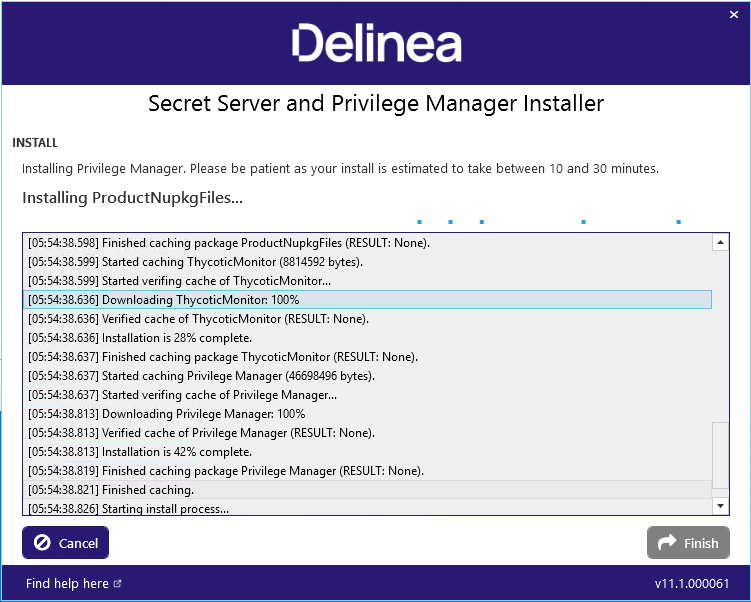 Delinea
Secret Server and Privilege Manager Installer
INSTALL
Installing Privilege Manager. Please be patient as your install is estimated to take between 10 and 30 minutes.
Installing ProductNupkgFiles...
[05:54:38.598] Finished caching package ProductNupkgFiles (RESULT: None).
[05:54:38.599] Started caching ThycoticMonitor (8814592 bytes).
[05:54:38.599] Started verifing cache of ThycoticMonitor...
[05:54:38.636] Downloading ThycoticMonitor: 100%
[05:54:38.636] Verified cache of ThycoticMonitor (RESULT: None).
[05:54:38.636] Installation is 28% complete.
[05:54:38.637] Finished caching package ThycoticMonitor (RESULT: None).
[05:54:38.637] Started caching Privilege Manager (46698496 bytes).
[05:54:38.637] Started verifing cache of Privilege Manager...
[05:54:38.813] Downloading Privilege Manager: 100%
[05:54:38.813] Verified cache of Privilege Manager (RESULT: None).
[05:54:38.813] Installation is 42% complete.
[05:54:38.819] Finished caching package Privilege Manager (RESULT: None).
[05:54:38.821] Finished caching.
[05:54:38.826] Starting install process...
Cancel
Finish
Find help here
v11.1.000061